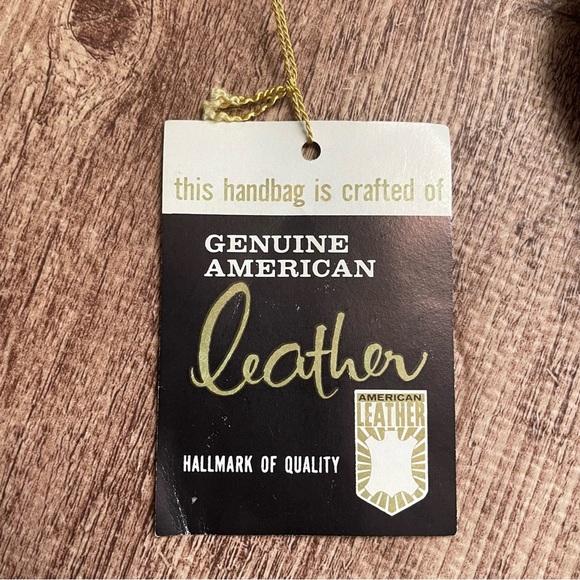 this handbag is crafted of
GENUINE
AMERICAN
leather
AMERICAN
LEATHER
HALLMARK OF QUALITY